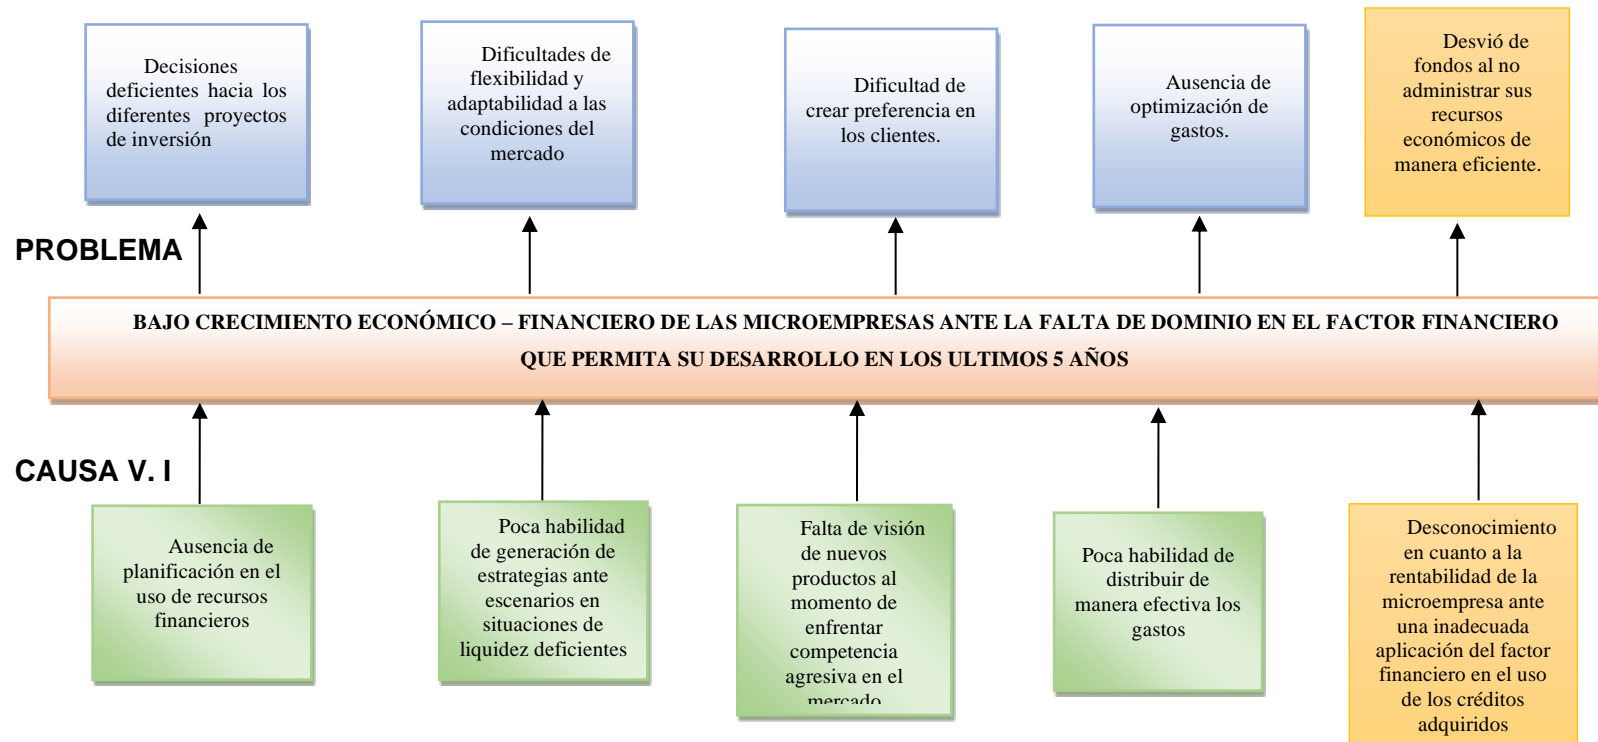 Decisiones
deficientes hacia los
diferentes proyectos
de inversión
Dificultades de
flexibilidad y
adaptabilidad a las
condiciones del
mercado
Dificultad de
crear preferencia en
los clientes.
Ausencia de
optimización de
gastos.
Desvió de
fondos al no
administrar sus
recursos
económicos de
manera eficiente.
PROBLEMA
BAJO CRECIMIENTO ECONÓMICO – FINANCIERO DE LAS MICROEMPRESAS ANTE LA FALTA DE DOMINIO EN EL FACTOR FINANCIERO
QUE PERMITA SU DESARROLLO EN LOS ULTIMOS 5 AÑOS
CAUSA V. I
Ausencia de
planificación en el
uso de recursos
financieros
Poca habilidad
de generación de
estrategias ante
escenarios en
situaciones de
liquidez deficientes
Falta de visión
de nuevos
productos al
momento de
enfrentar
competencia
agresiva en el
mercado
Poca habilidad de
distribuir de
manera efectiva los
gastos
Desconocimiento
en cuanto a la
rentabilidad de la
microempresa ante
una inadecuada
aplicación del factor
financiero en el uso
de los créditos
adquiridos